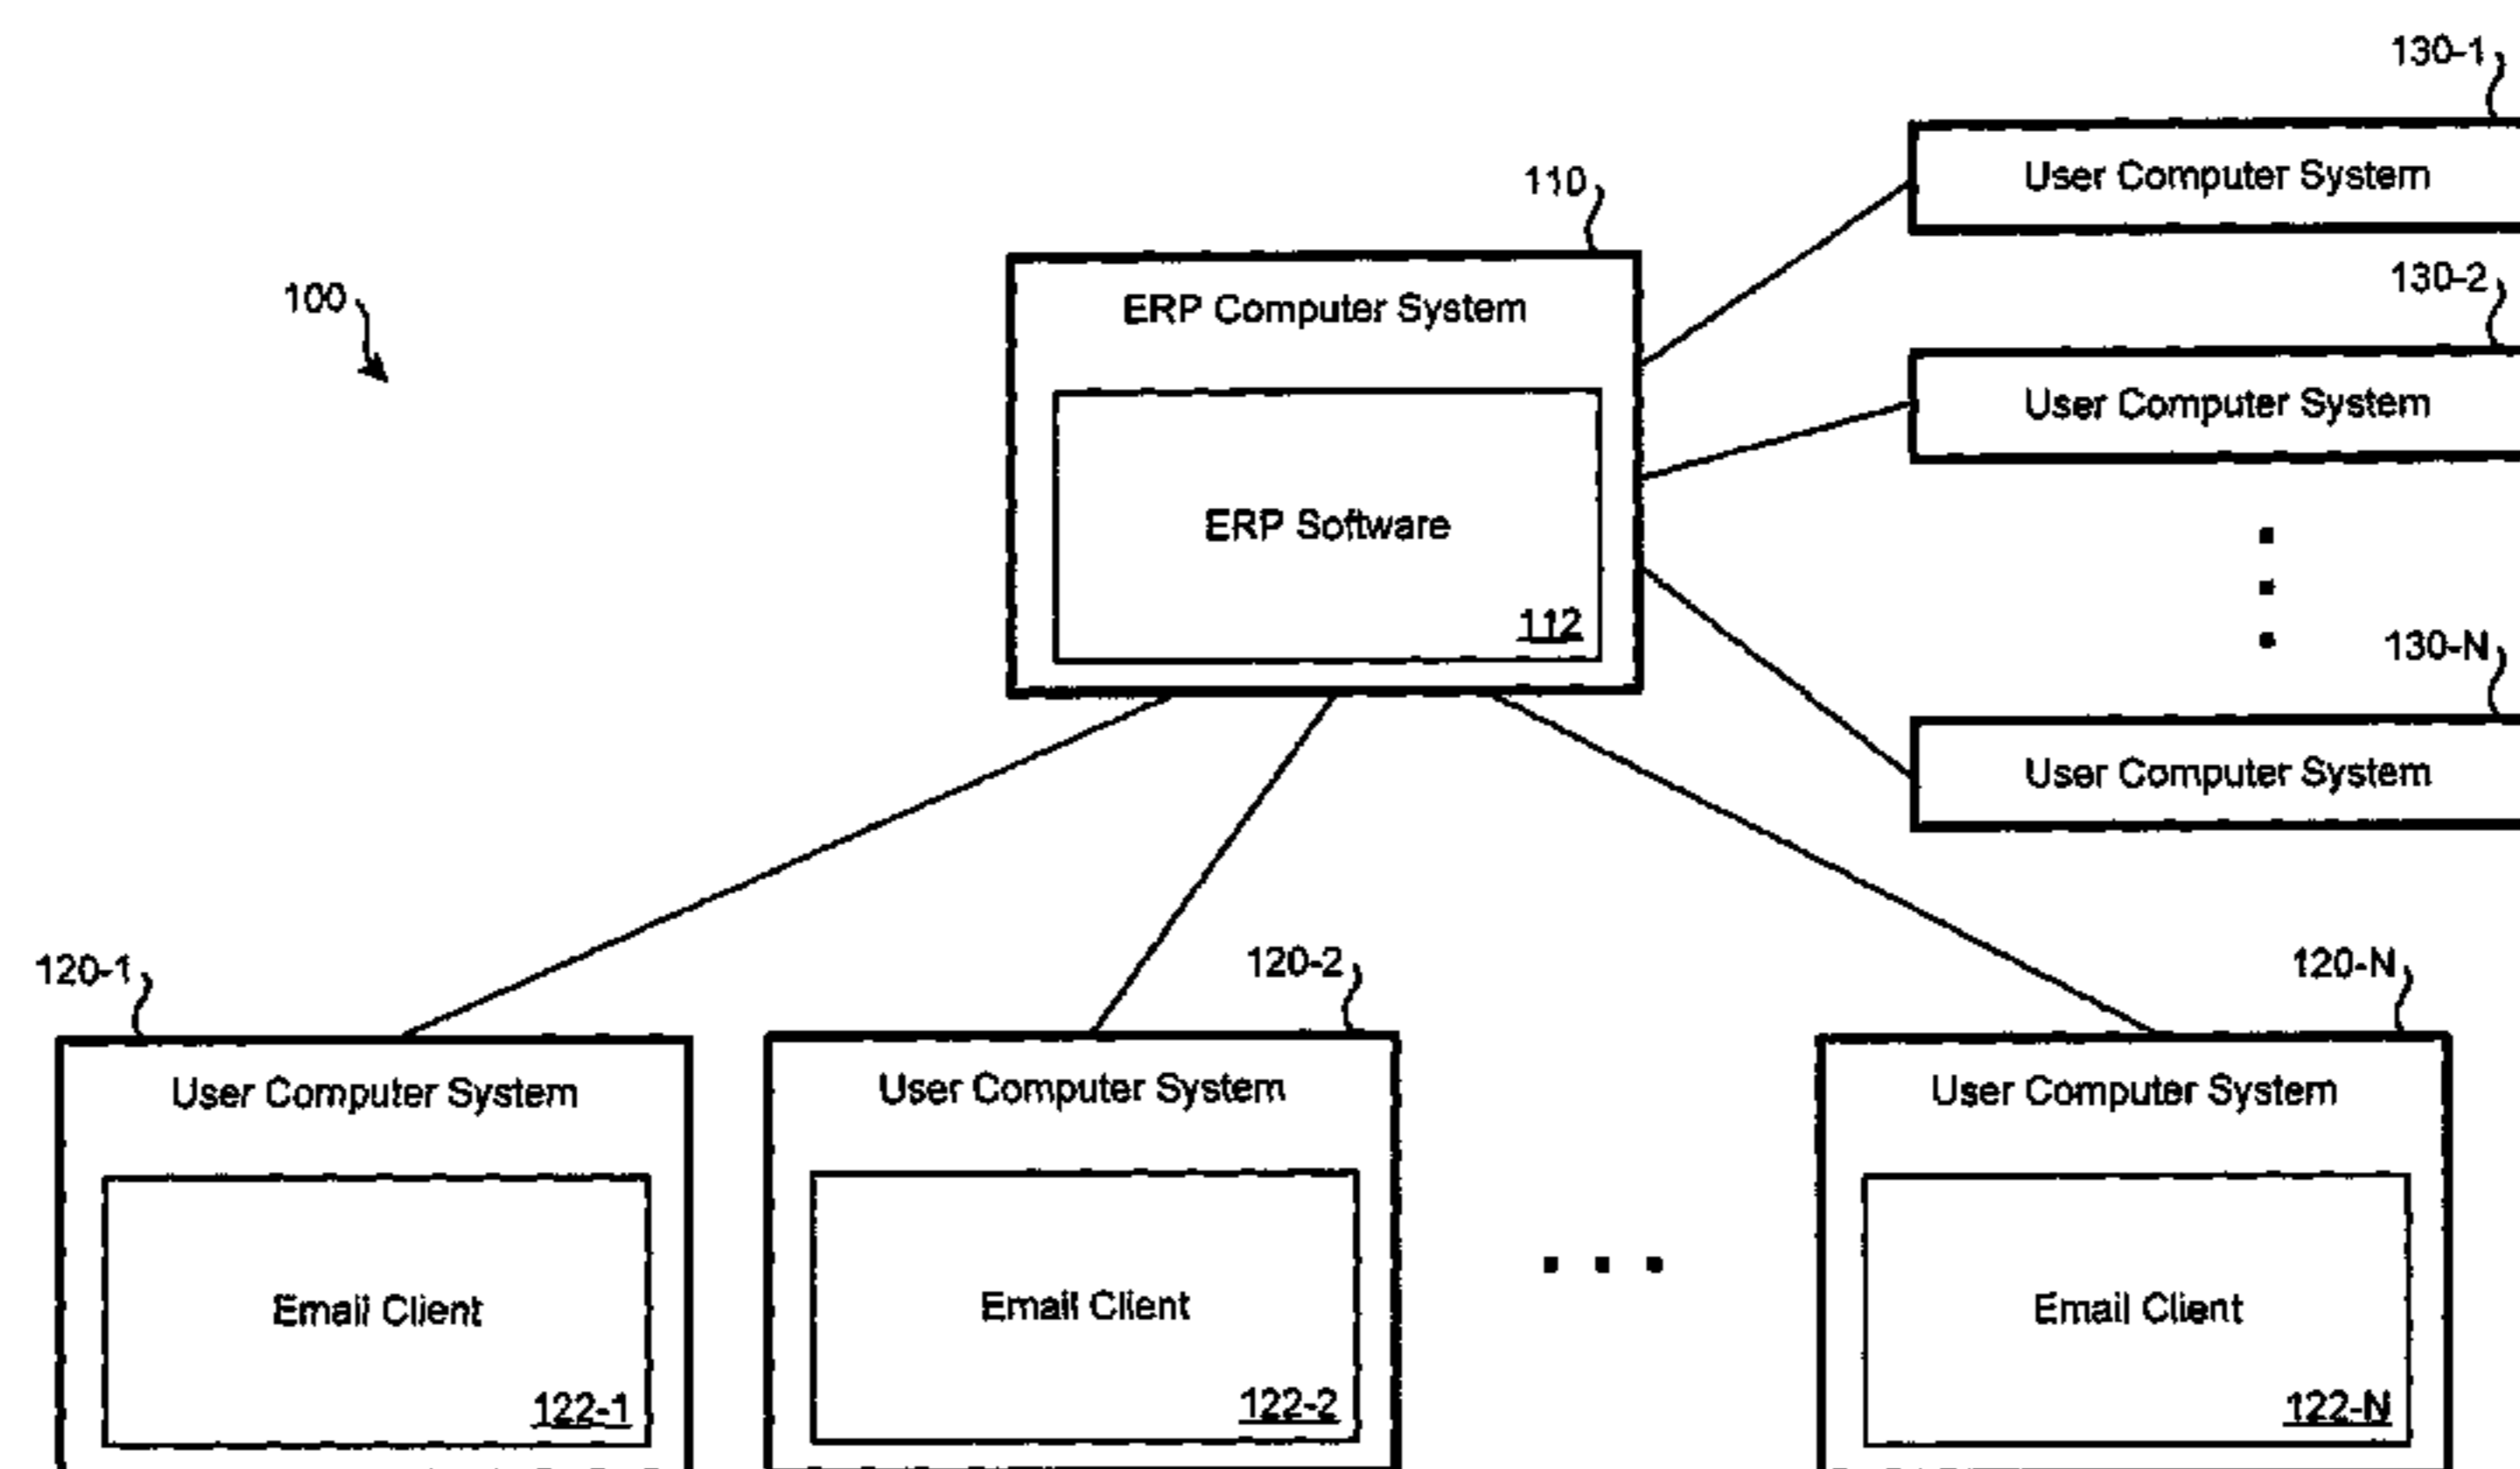 130-1
User Computer System
110
130-2
100
ERP Computer System
User Computer System
ERP Software
112
130-N
User Computer System
120-1
120-2
120-N
User Computer System
User Computer System
User Computer System
Email Client
Email Client
Email Client
122-1
122-2
122-N